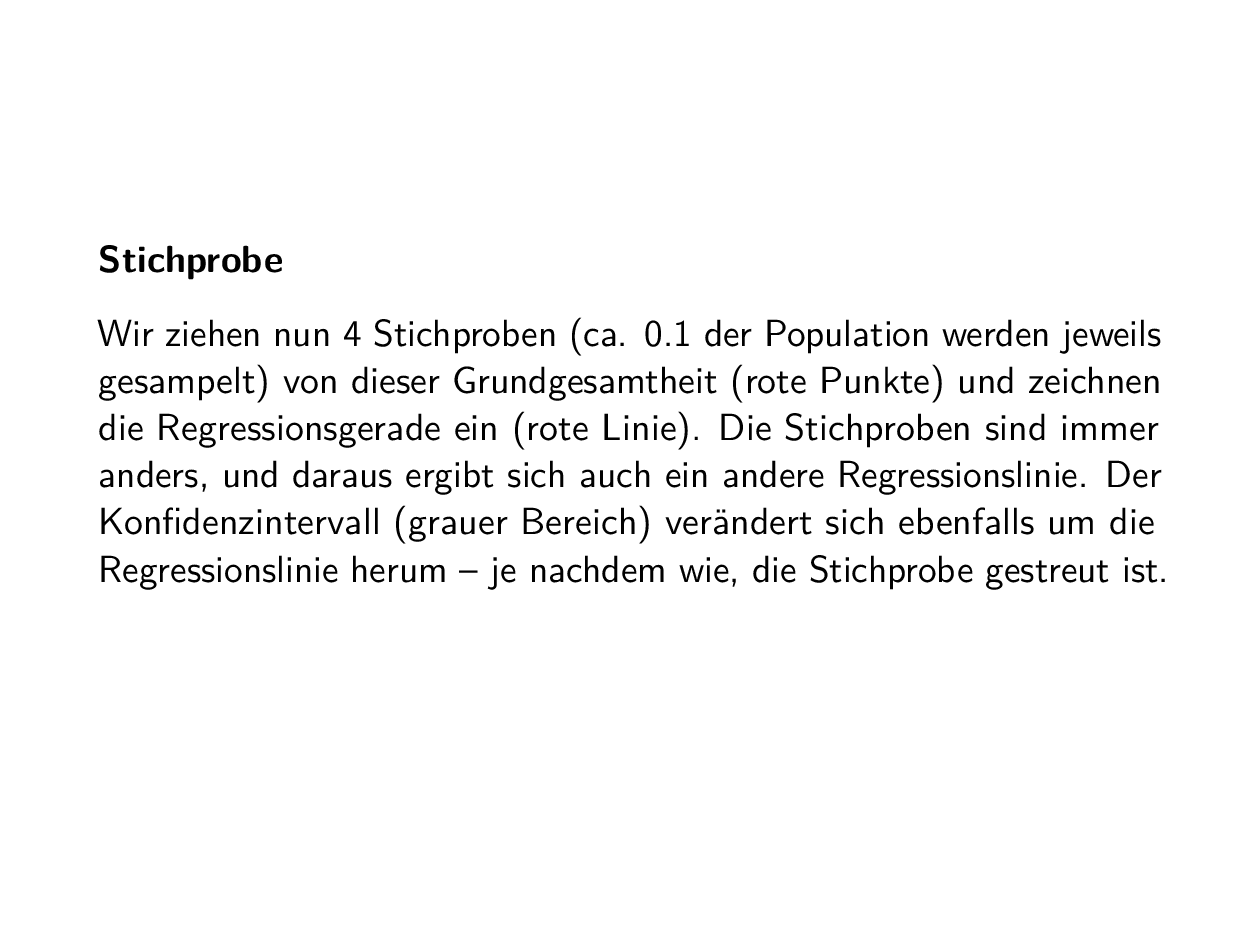 Stichprobe
Wir ziehen nun 4 Stichproben (ca. 0.1 der Population werden jeweils
gesampelt) von dieser Grundgesamtheit (rote Punkte) und zeichnen
die Regressionsgerade ein (rote Linie). Die Stichproben sind immer
anders, und daraus ergibt sich auch ein andere Regressionslinie. Der
Konfidenzintervall (grauer Bereich) verändert sich ebenfalls um die
Regressionslinie herum – je nachdem wie, die Stichprobe gestreut ist.